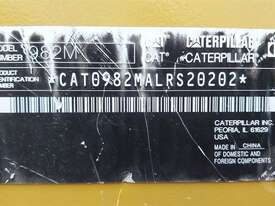 MODEL NUMBER 982M CAT® CATERPILLAR
PRODUCT IDENTIFICATION NUMBER CAT® CATERPILLAR
*CAT0982MALRS20202*
CATERPILLAR INC.
PEORIA, IL 61629
USA
MADE IN CHINA
OF DOMESTIC AND
FOREIGN COMPONENTS